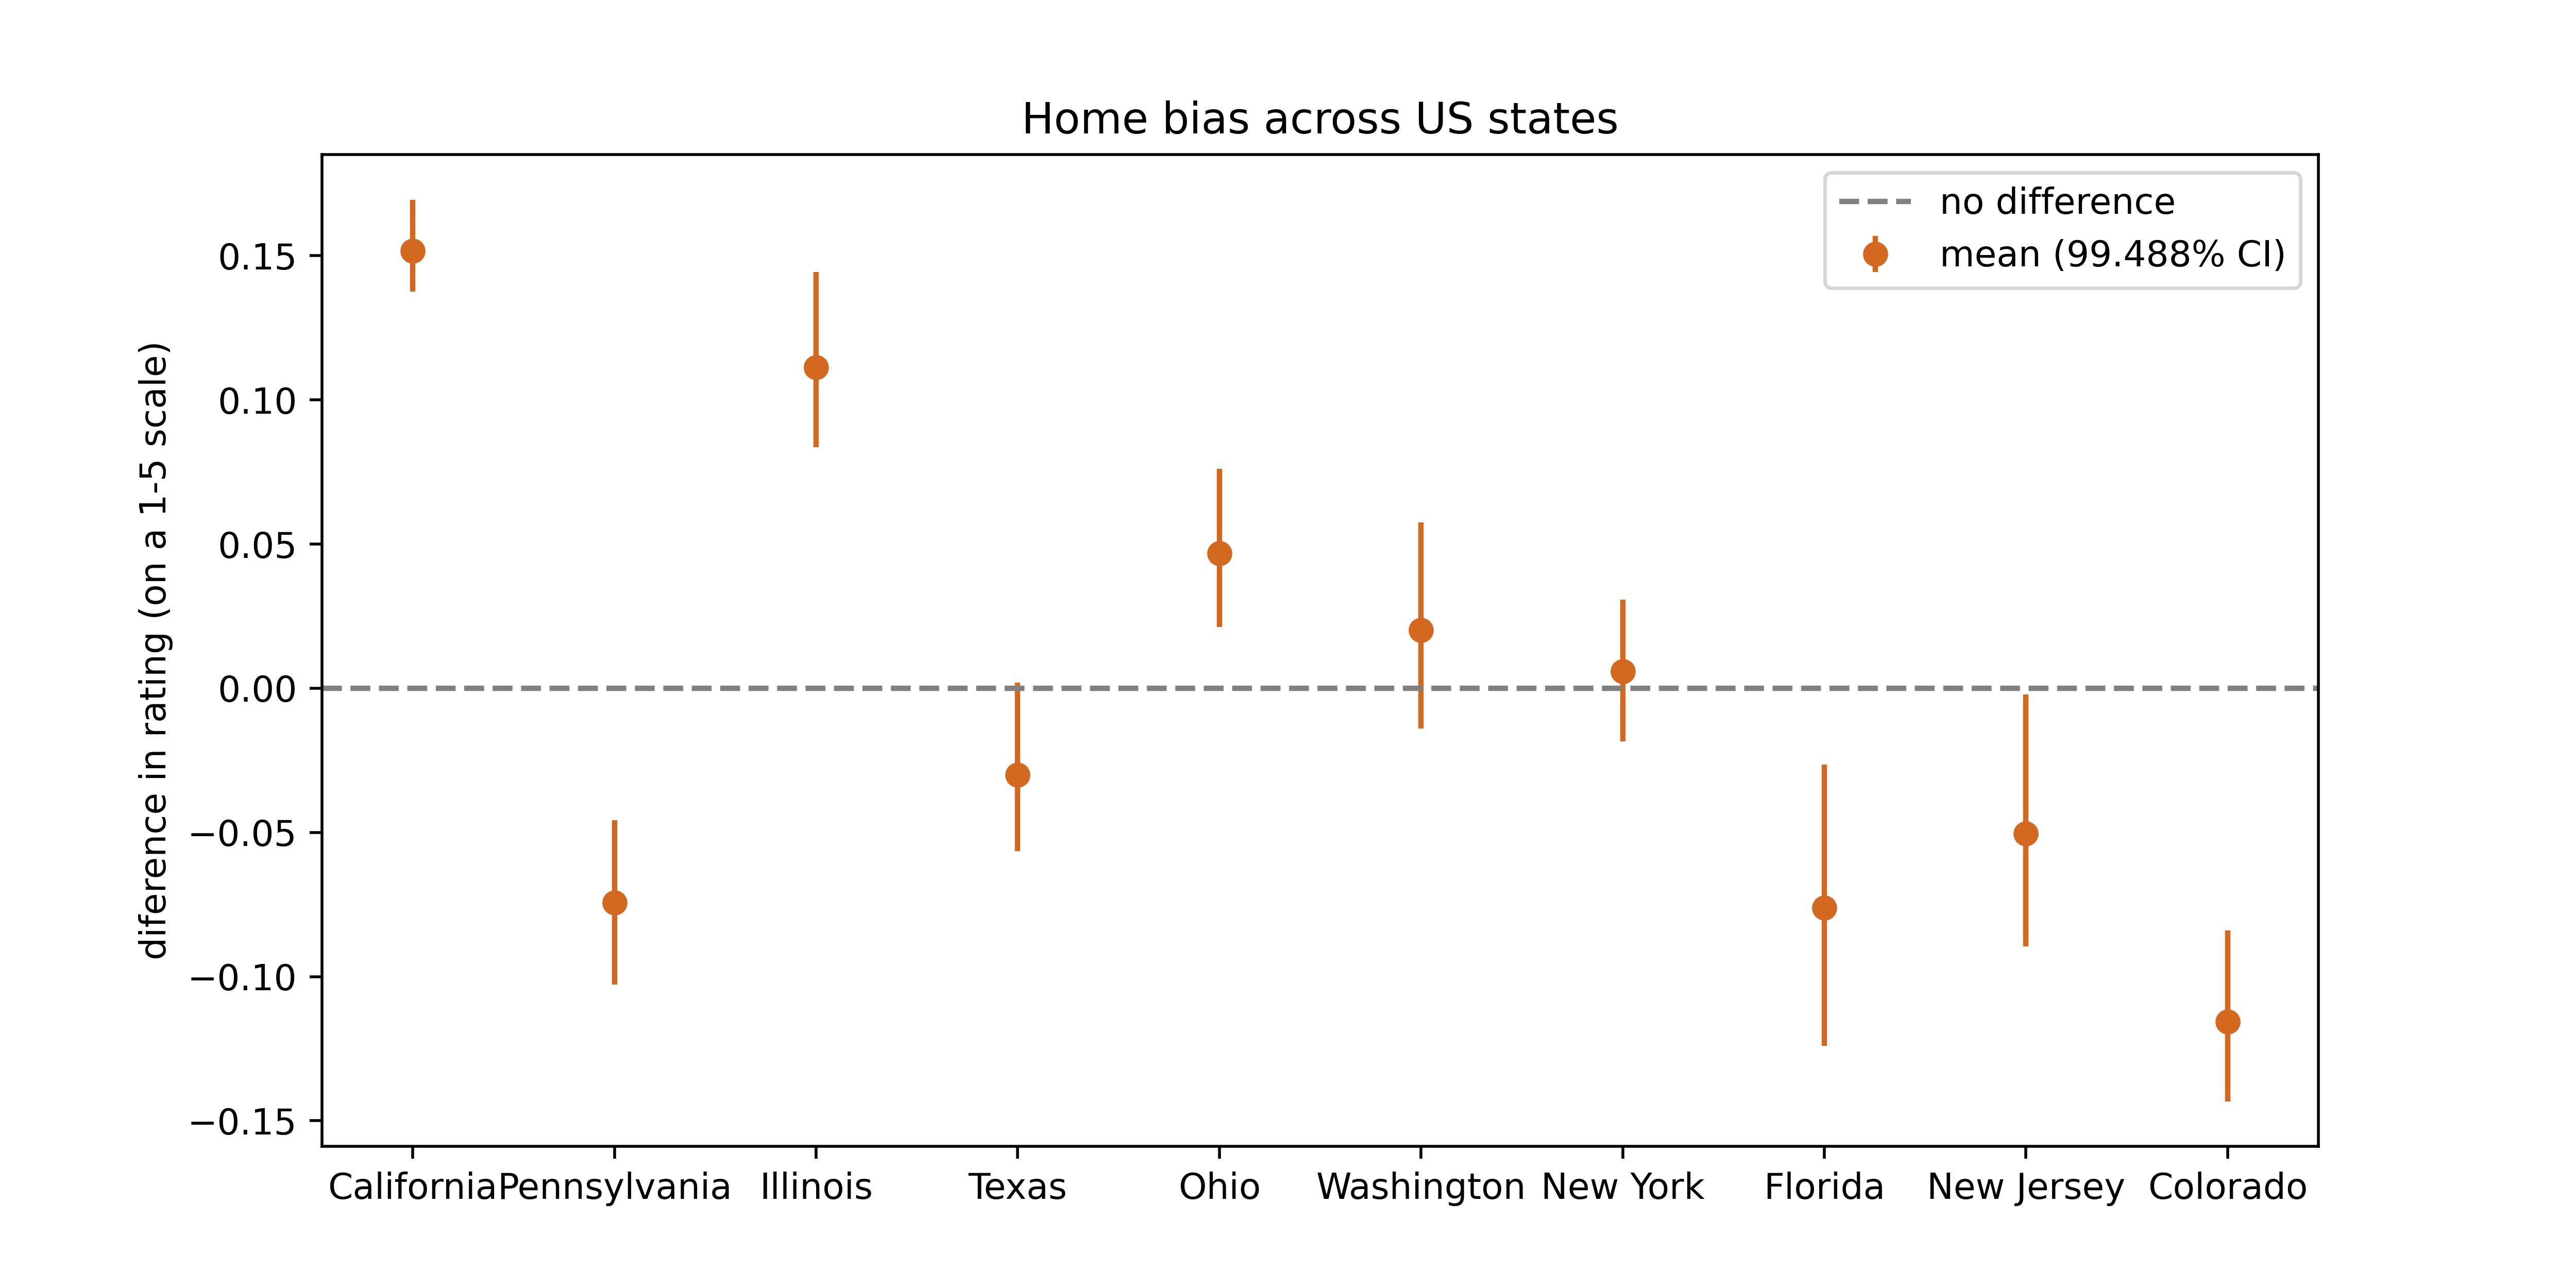 Home bias across US states
no difference
mean (99.488% CI)
diference in rating (on a 1-5 scale)
0.15
0.10
0.05
0.00
−0.05
−0.10
−0.15
California Pennsylvania Illinois Texas Ohio Washington New York Florida New Jersey Colorado